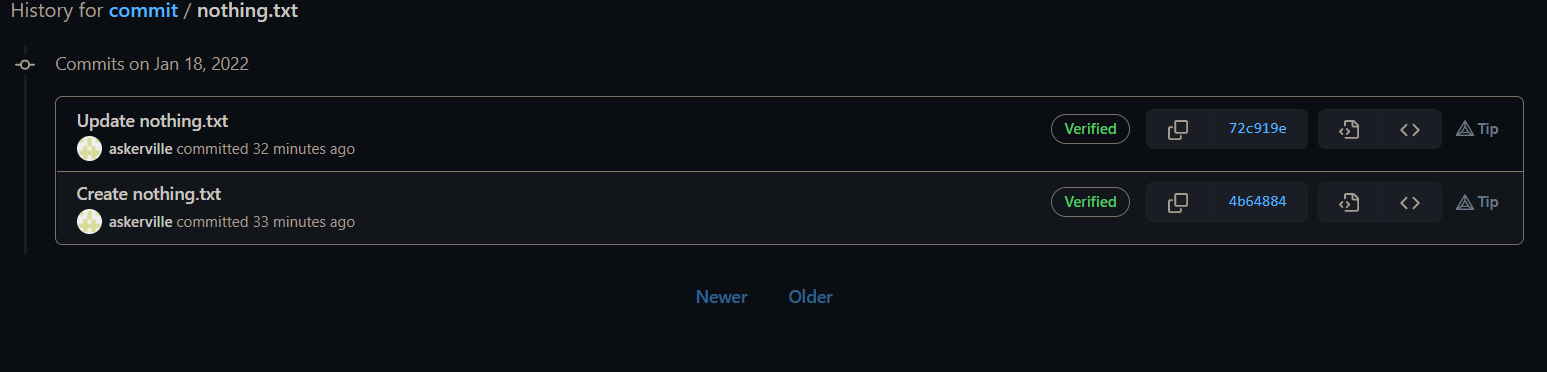 History for commit / nothing.txt
Commits on Jan 18, 2022
Update nothing.txt
askerville committed 32 minutes ago
Verified
72c919e
Tip
Create nothing.txt
askerville committed 33 minutes ago
Verified
4b64884
Tip
Newer Older